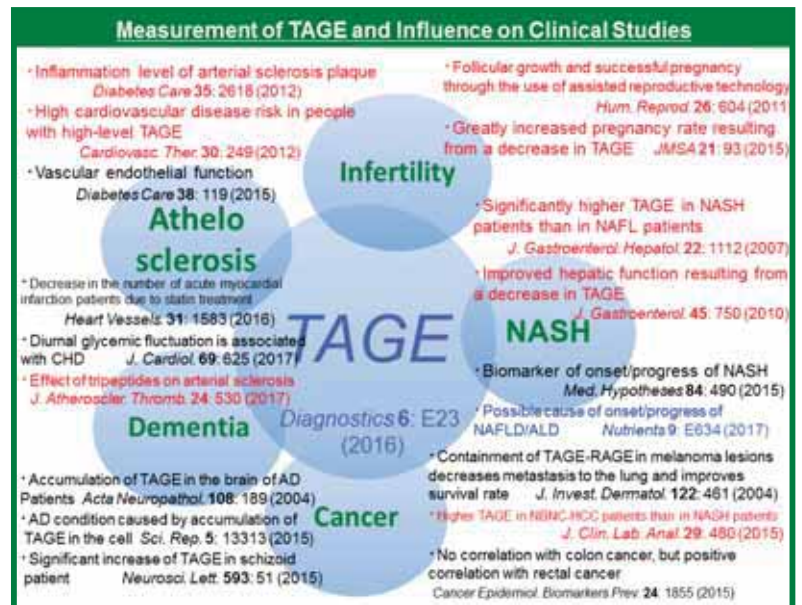 Measurement of TAGE and Influence on Clinical Studies
・Inflammation level of arterial sclerosis plaque
Diabetes Care 35: 2618 (2012)
・High cardiovascular disease risk in people
with high-level TAGE
Cardiovasc. Ther. 30: 249 (2012)
・Vascular endothelial function
Diabetes Care 38: 119 (2015)
Athelo
sclerosis
・Decrease in the number of acute myocardial
infarction patients due to statin treatment
Heart Vessels. 31: 1583 (2016)
・Diurnal glycemic fluctuation is associated
with CHD J. Cardiol. 69: 625 (2017)
・Effect of tripeptides on arterial sclerosis
J. Atheroscler. Thromb. 24: 530 (2017)
Dementia
・Accumulation of TAGE in the brain of AD
Patients Acta Neuropathol. 108: 189 (2004)
・AD condition caused by accumulation of
TAGE in the cell Sci. Rep. 5: 13313 (2015)
・Significant increase of TAGE in schizoid
patient Neurosci. Lett. 593: 51 (2015)
・Follicular growth and successful pregnancy
through the use of assisted reproductive technology
Hum. Reprod. 26: 604 (2011
・Greatly increased pregnancy rate resulting
from a decrease in TAGE JMSA 21: 93 (2015)
Infertility
・Significantly higher TAGE in NASH
patients than in NAFL patients
J. Gastroenterol. Hepatol. 22: 1112 (2007)
・Improved hepatic function resulting from
a decrease in TAGE
J. Gastroenterol. 45: 750 (2010)
TAGE
Diagnostics 6: E23
(2016)
NASH
・Biomarker of onset/progress of NASH
Med. Hypotheses 84: 490 (2015)
・Possible cause of onset/progress of
NAFLD/ALD Nutrients 9: E634 (2017)
Cancer
・Containment of TAGE-RAGE in melanoma lesions
decreases metastasis to the lung and improves
survival rate J. Invest. Dermatol. 122: 461 (2004)
・Higher TAGE in NBNC-HCC patients than in NASH patients
J. Clin. Lab. Anal. 29: 480 (2015)
・No correlation with colon cancer, but positive
correlation with rectal cancer
Cancer Epidemiol. Biomarkers Prev. 24: 1855 (2015)